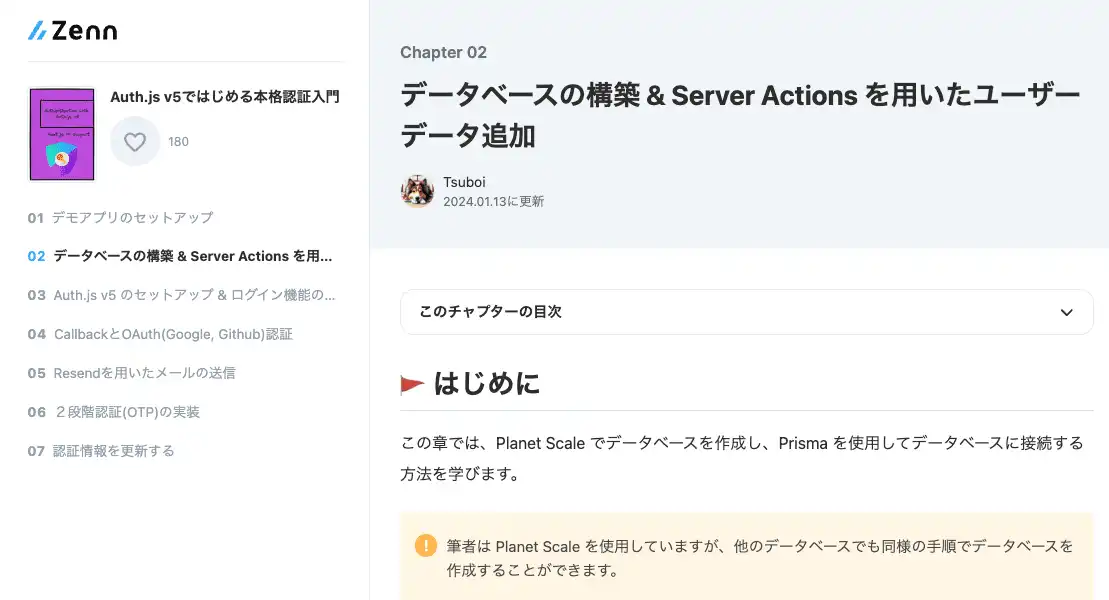 Zenn
Auth.js v5ではじめる本格認証入門
180
01 デモアプリのセットアップ
02 データベースの構築 & Server Actions を用...
03 Auth.js v5 のセットアップ & ログイン機能の...
04 CallbackとOAuth(Google, Github)認証
05 Resendを用いたメールの送信
06 ２段階認証(OTP)の実装
07 認証情報を更新する
Chapter 02
データベースの構築 & Server Actions を用いたユーザー
データ追加
Tsuboi
2024.01.13に更新
このチャプターの目次
はじめに
この章では、Planet Scale でデータベースを作成し、Prisma を使用してデータベースに接続する
方法を学びます。
筆者は Planet Scale を使用していますが、他のデータベースでも同様の手順でデータベースを
作成することができます。